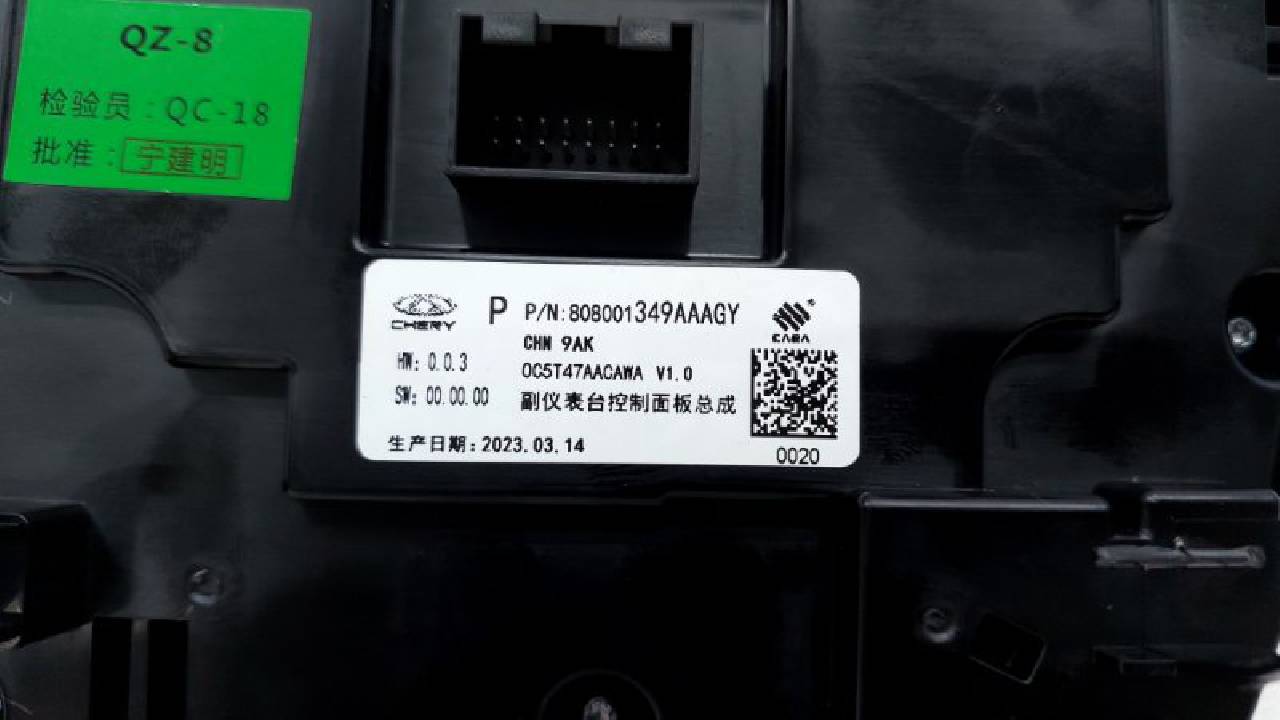 QZ-8
检验员：QC-18
批准：宁建明
CHERY
P
P/N:808001349AAAGY
CHN 9AK
HW: 0.0.3
0C5T47AACAWA V1.0
SW: 00.00.00
副仪表台控制面板总成
生产日期:2023.03.14
CAEA
0020